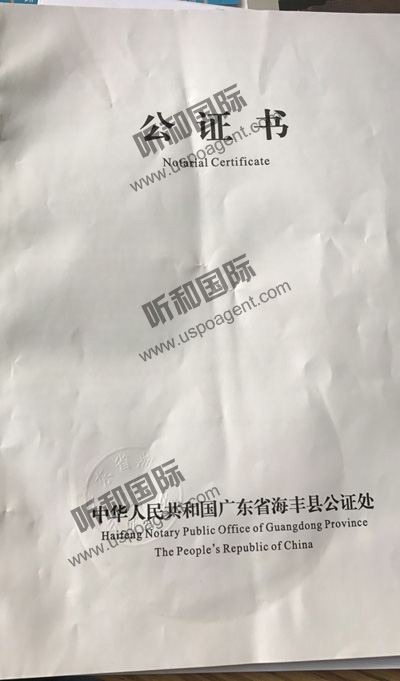 公证书
Notarial Certificate
听和国际
www.uspoagent.com
听和国际
www.uspoagent.com
听和国际
www.uspoagent.com
中华人民共和国广东省海丰县公证处
Haifeng Notary Public Office of Guangdong Province
The People's Republic of China